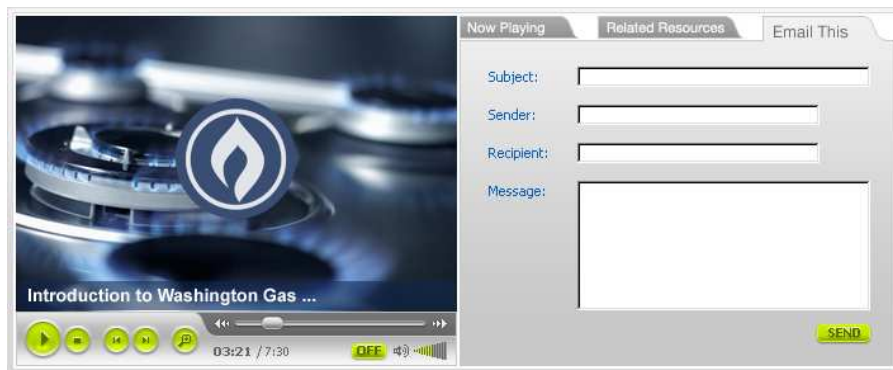 Now Playing
Related Resources
Email This
Subject:
Sender:
Recipient:
Message:
SEND
Introduction to Washington Gas ...
03:21 / 7:30
OFF